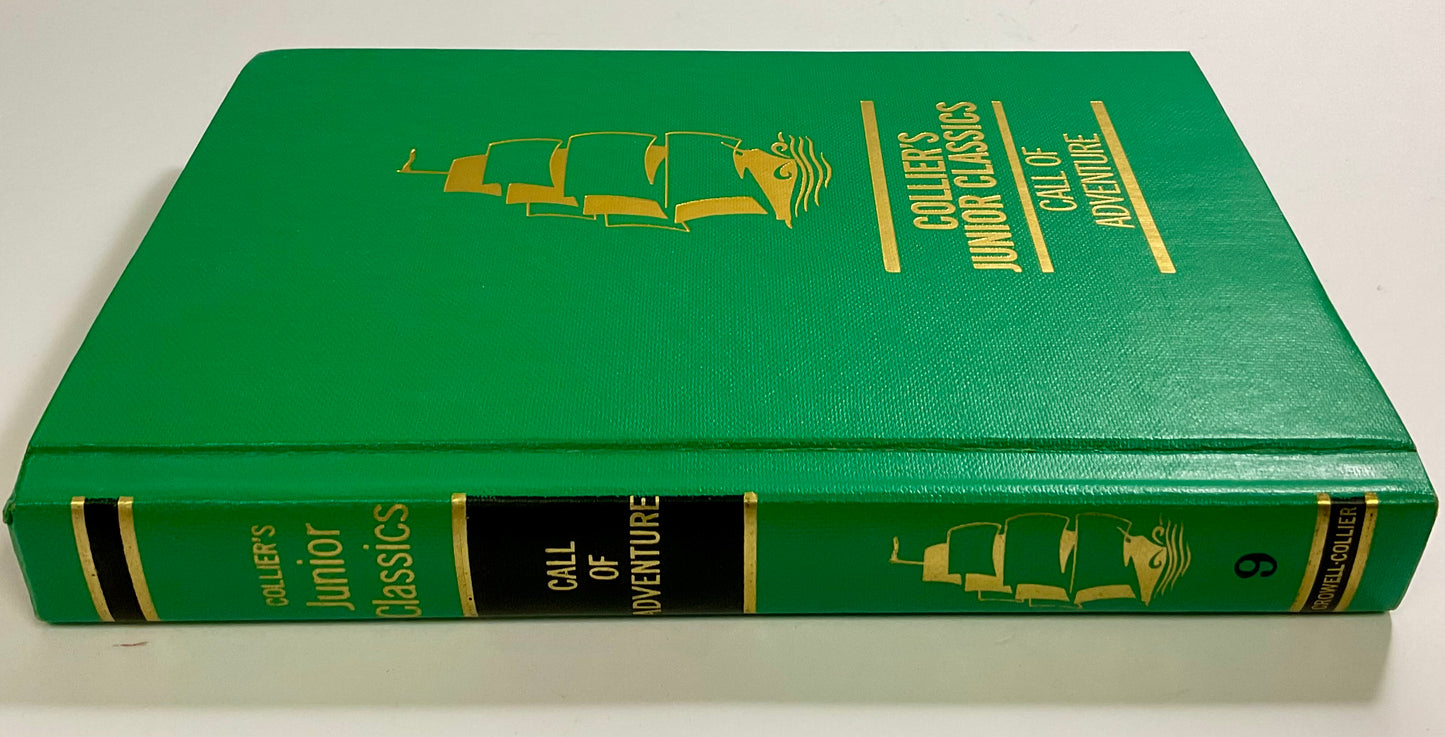 COLLIER'S
JUNIOR CLASSICS
CALL OF
ADVENTURE
COLLIER'S
Junior
Classics
CALL
OF
ADVENTURE
9
CROWELL-COLLIER